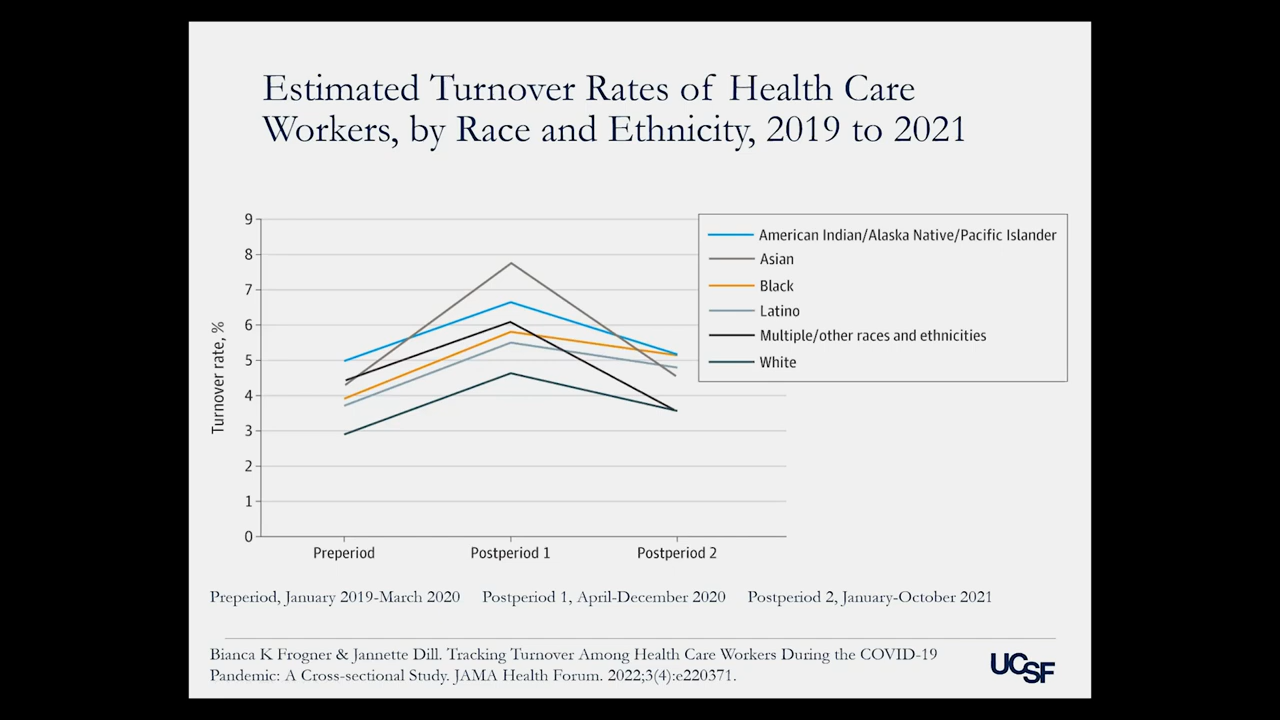 Estimated Turnover Rates of Health Care
Workers, by Race and Ethnicity, 2019 to 2021
Turnover rate, %
9
8
7
6
5
4
3
2
1
0
American Indian/Alaska Native/Pacific Islander
Asian
Black
Latino
Multiple/other races and ethnicities
White
Preperiod Postperiod 1 Postperiod 2
Preperiod, January 2019-March 2020 Postperiod 1, April-December 2020 Postperiod 2, January-October 2021
Bianca K Frogner & Jannette Dill. Tracking Turnover Among Health Care Workers During the COVID-19
Pandemic: A Cross-sectional Study. JAMA Health Forum. 2022;3(4):e220371.
UCSF